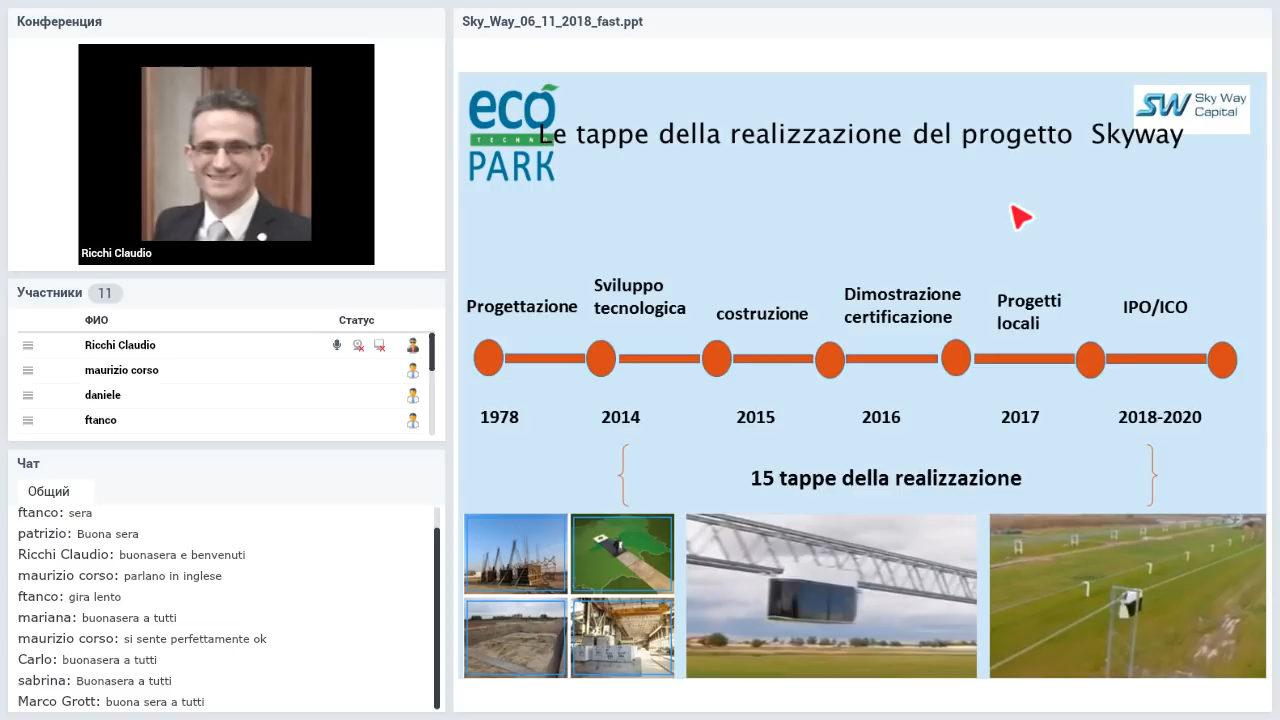 Конференция
Ricchi Claudio
Участники 11
ФИО Статус
Ricchi Claudio
maurizio corso
daniele
ftanco
Чат
Общий
ftanco: sera
patrizio: Buona sera
Ricchi Claudio: buonasera e benvenuti
maurizio corso: parlano in inglese
ftanco: gira lento
mariana: buonasera a tutti
maurizio corso: si sente perfettamente ok
Carlo: buonasera a tutti
sabrina: Buonasera a tutti
Marco Grott: buona sera a tutti
Sky_Way_06_11_2018_fast.ppt
eco
TECHNO
PARK
SW Sky Way
Capital
Le tappe della realizzazione del progetto Skyway
Progettazione
Sviluppo
tecnologica
costruzione
Dimostrazione
certificazione
Progetti
locali
IPO/ICO
1978 2014 2015 2016 2017 2018-2020
15 tappe della realizzazione